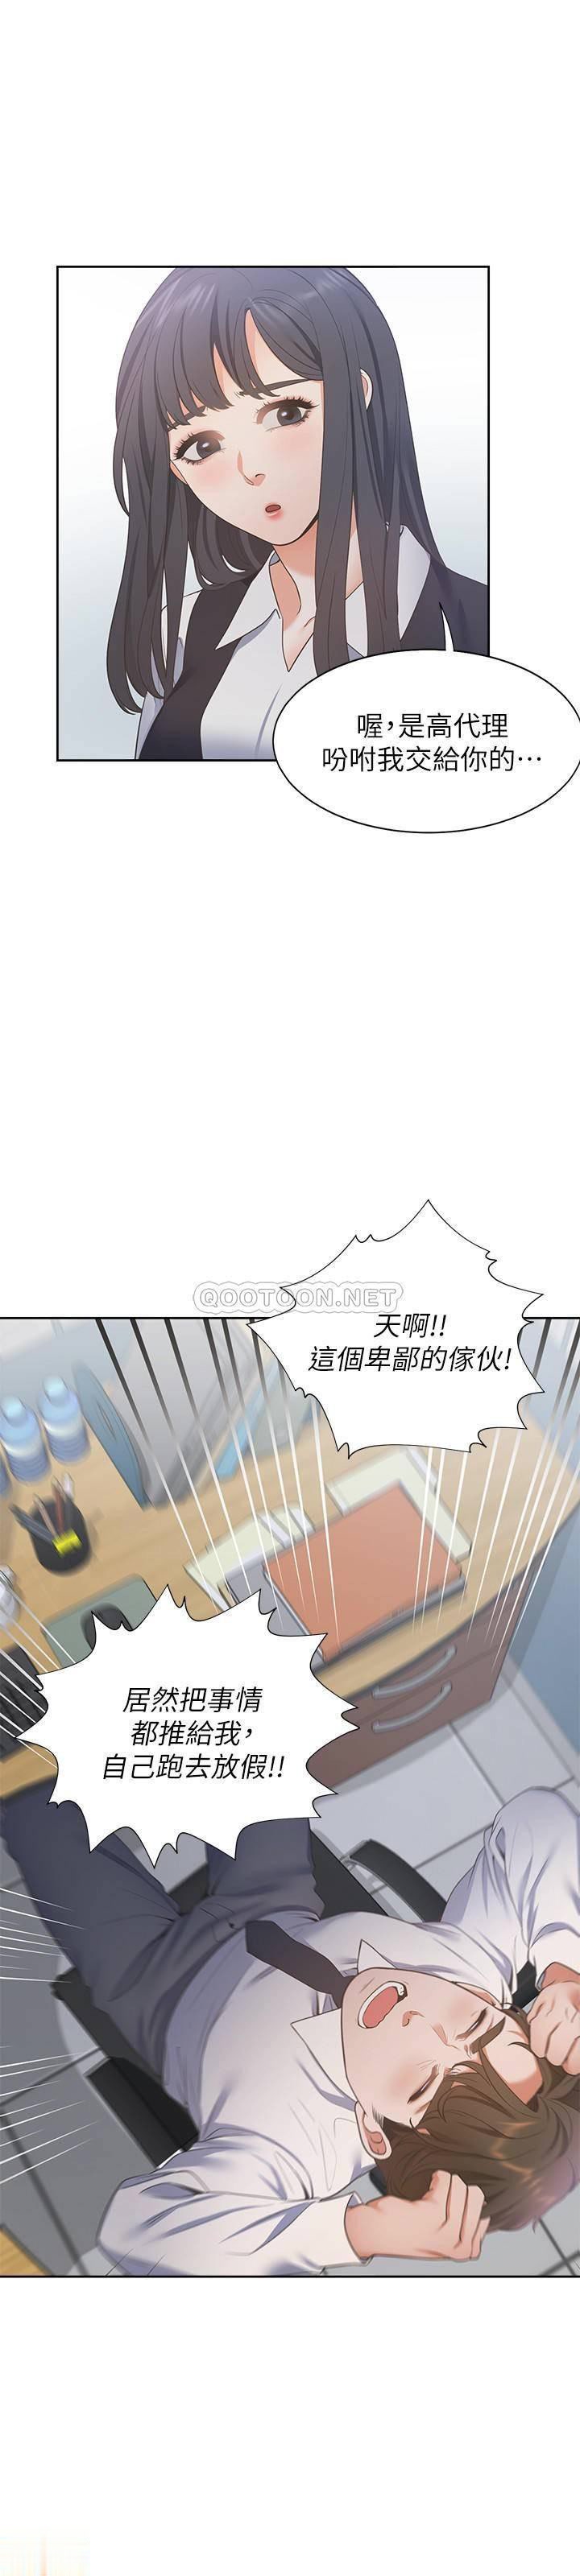 喔，是高代理
吩咐我交給你的…
QOOTOON.NET
天啊!!
這個卑鄙的傢伙!
居然把事情
都推給我，
自己跑去放假!!